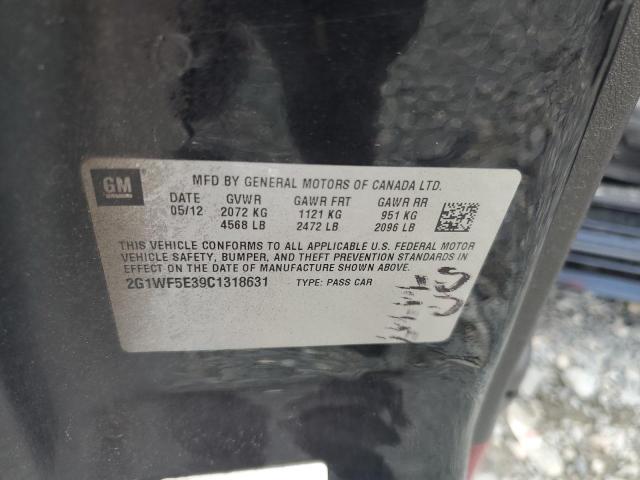 GM
MFD BY GENERAL MOTORS OF CANADA LTD.
DATE GVWR GAWR FRT GAWR RR
05/12 2072 KG 1121 KG 951 KG
4568 LB 2472 LB 2096 LB
THIS VEHICLE CONFORMS TO ALL APPLICABLE U.S. FEDERAL MOTOR
VEHICLE SAFETY, BUMPER, AND THEFT PREVENTION STANDARDS IN
EFFECT ON THE DATE OF MANUFACTURE SHOWN ABOVE.
2G1WF5E39C1318631 TYPE: PASS CAR